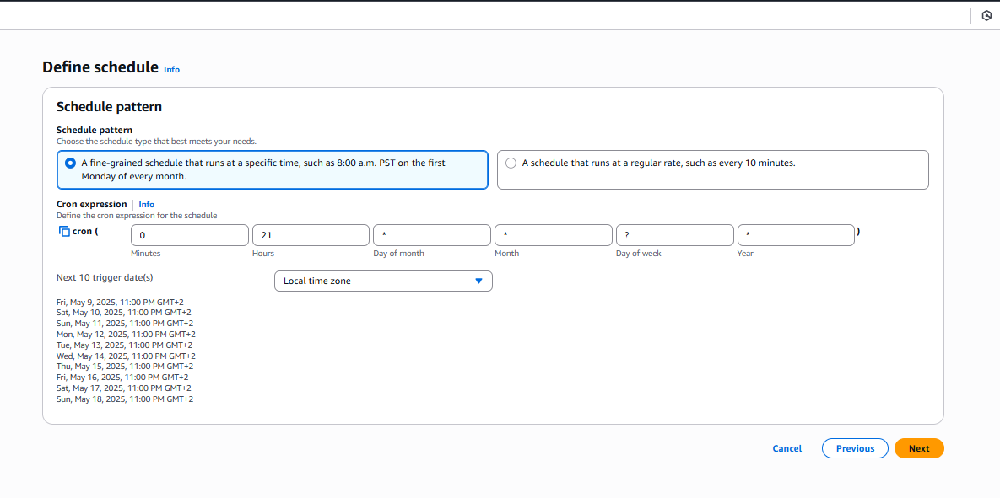 Define schedule Info
Schedule pattern
Schedule pattern
Choose the schedule type that best meets your needs.
A fine-grained schedule that runs at a specific time, such as 8:00 a.m. PST on the first
Monday of every month.
A schedule that runs at a regular rate, such as every 10 minutes.
Cron expression Info
Define the cron expression for the schedule
cron ( 0 21 * * ? * )
Minutes Hours Day of month Month Day of week Year
Next 10 trigger date(s) Local time zone
Fri, May 9, 2025, 11:00 PM GMT+2
Sat, May 10, 2025, 11:00 PM GMT+2
Sun, May 11, 2025, 11:00 PM GMT+2
Mon, May 12, 2025, 11:00 PM GMT+2
Tue, May 13, 2025, 11:00 PM GMT+2
Wed, May 14, 2025, 11:00 PM GMT+2
Thu, May 15, 2025, 11:00 PM GMT+2
Fri, May 16, 2025, 11:00 PM GMT+2
Sat, May 17, 2025, 11:00 PM GMT+2
Sun, May 18, 2025, 11:00 PM GMT+2
Cancel Previous Next